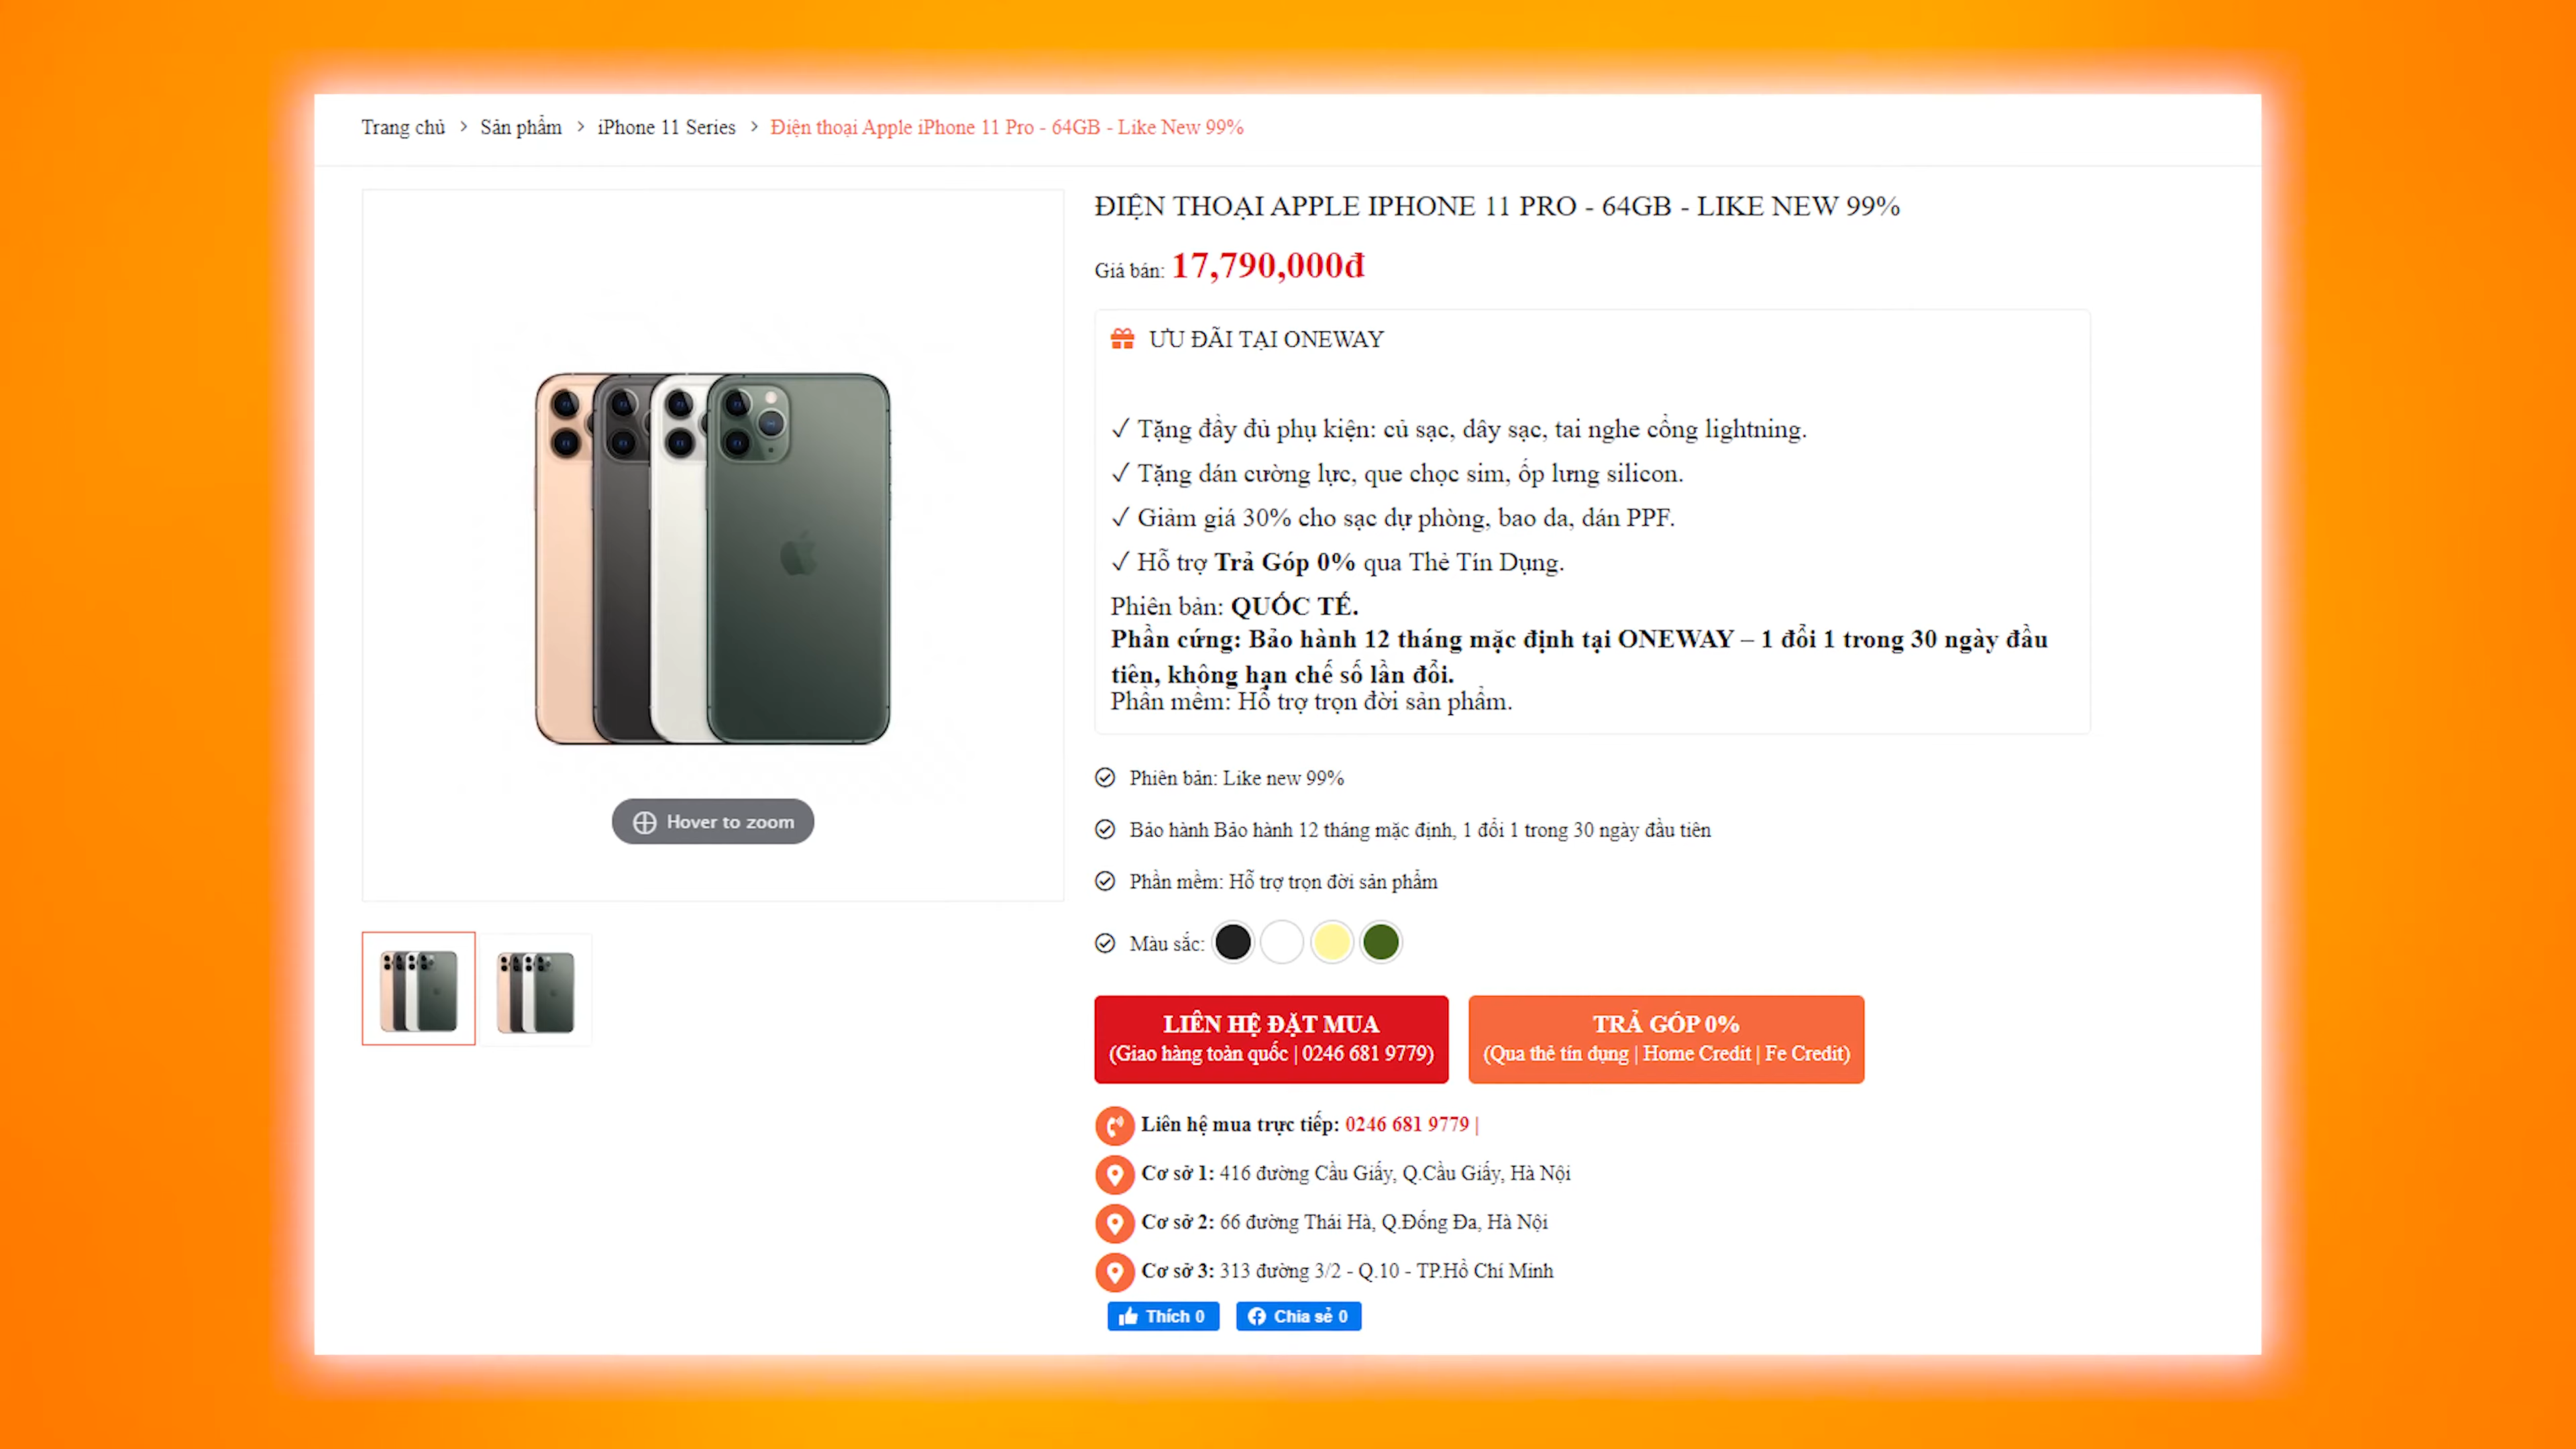 Trang chủ > Sản phẩm > iPhone 11 Series > Điện thoại Apple iPhone 11 Pro - 64GB - Like New 99%
ĐIỆN THOẠI APPLE IPHONE 11 PRO - 64GB - LIKE NEW 99%
Giá bán: 17,790,000đ
ƯU ĐÃI TẠI ONEWAY
✓ Tặng đầy đủ phụ kiện: củ sạc, dây sạc, tai nghe cổng lightning.
✓ Tặng dán cường lực, que chọc sim, ốp lưng silicon.
✓ Giảm giá 30% cho sạc dự phòng, bao da, dán PPF.
✓ Hỗ trợ Trả Góp 0% qua Thẻ Tín Dụng.
Phiên bản: QUỐC TẾ.
Phần cứng: Bảo hành 12 tháng mặc định tại ONEWAY – 1 đổi 1 trong 30 ngày đầu
tiên, không hạn chế số lần đổi.
Phần mềm: Hỗ trợ trọn đời sản phẩm.
Hover to zoom
Phiên bản: Like new 99%
Bảo hành Bảo hành 12 tháng mặc định, 1 đổi 1 trong 30 ngày đầu tiên
Phần mềm: Hỗ trợ trọn đời sản phẩm
Màu sắc:
LIÊN HỆ ĐẶT MUA
(Giao hàng toàn quốc | 0246 681 9779)
TRẢ GÓP 0%
(Qua thẻ tín dụng | Home Credit | Fe Credit)
Liên hệ mua trực tiếp: 0246 681 9779 |
Cơ sở 1: 416 đường Cầu Giấy, Q.Cầu Giấy, Hà Nội
Cơ sở 2: 66 đường Thái Hà, Q.Đống Đa, Hà Nội
Cơ sở 3: 313 đường 3/2 - Q.10 - TP.Hồ Chí Minh
Thích 0 Chia sẻ 0